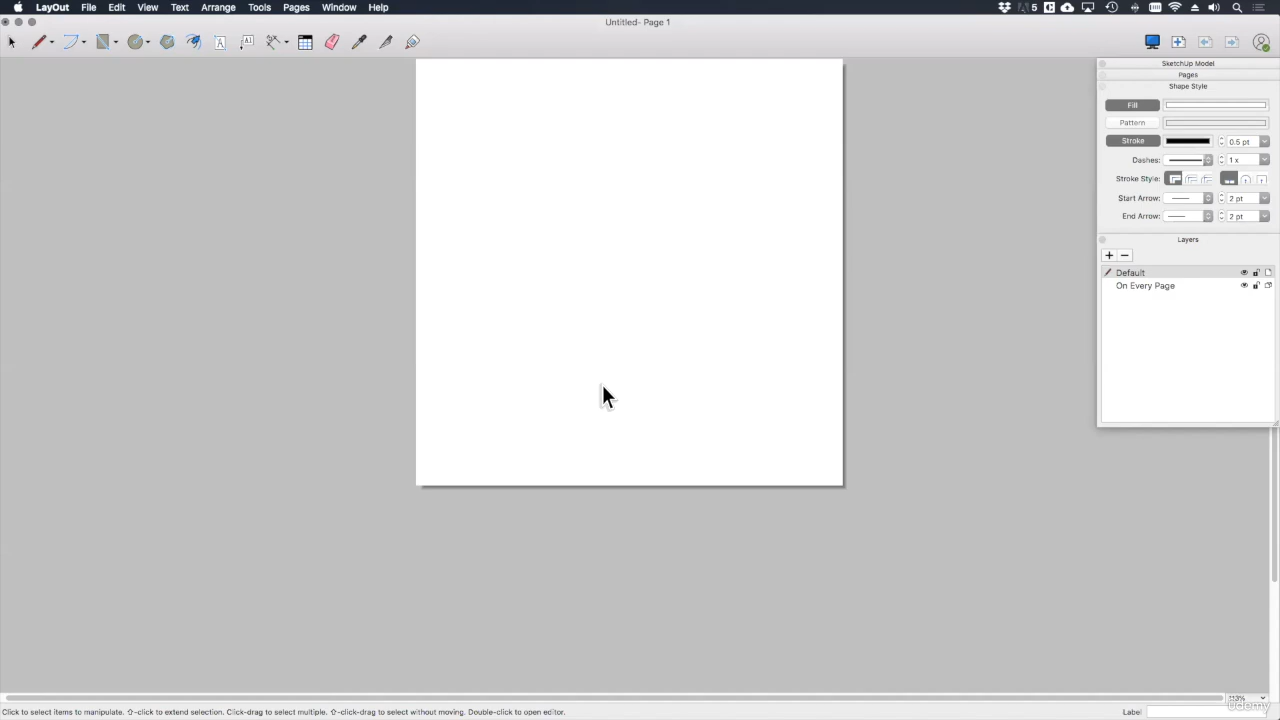 LayOut File Edit View Text Arrange Tools Pages Window Help 5
Untitled- Page 1
SketchUp Model
Pages
Shape Style
Fill
Pattern
Stroke 0.5 pt
Dashes: 1 x
Stroke Style:
Start Arrow: 2 pt
End Arrow: 2 pt
Layers
Default
On Every Page
Click to select items to manipulate. ⇧-click to extend selection. Click-drag to select multiple. ⇧-click-drag to select without moving. Double-click to open editor.
Label
udemy